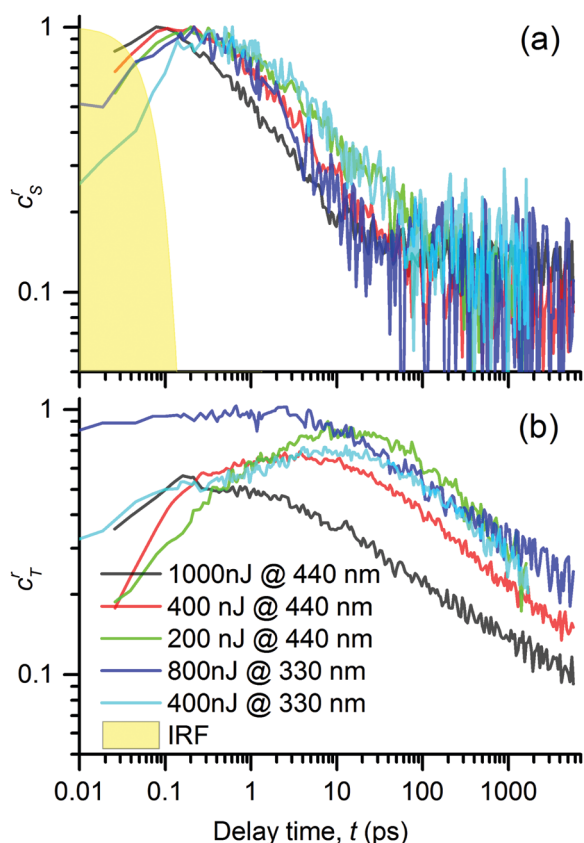 (a)
1
0.1
c^r_S
(b)
1
0.1
c^r_T
1000nJ @ 440 nm
400 nJ @ 440 nm
200 nJ @ 440 nm
800nJ @ 330 nm
400nJ @ 330 nm
IRF
0.01 0.1 1 10 100 1000
Delay time, t (ps)